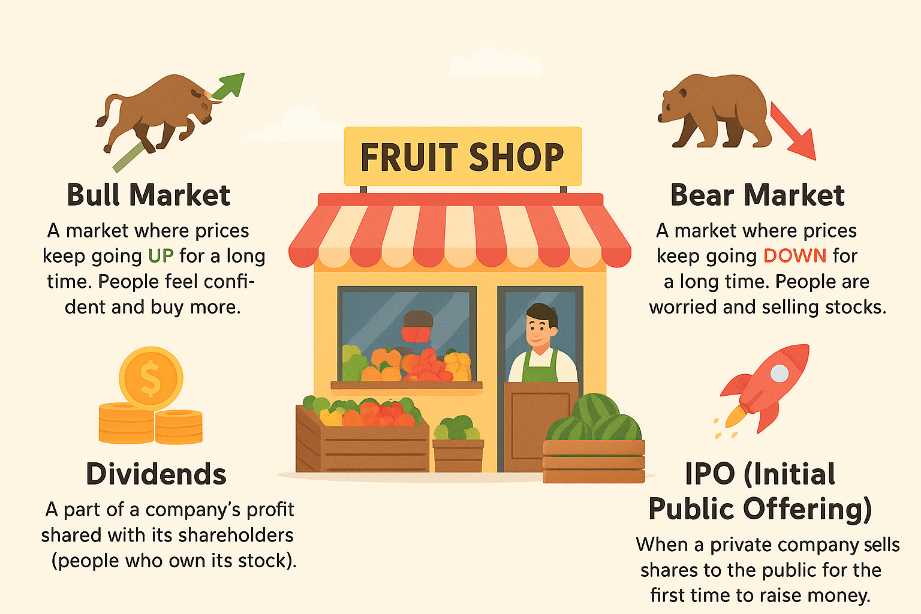 FRUIT SHOP
Bull Market
A market where prices
keep going UP for a long
time. People feel confi-
dent and buy more.
Bear Market
A market where prices
keep going DOWN for
a long time. People are
worried and selling stocks.
$
Dividends
A part of a company's profit
shared with its shareholders
(people who own its stock).
IPO (Initial
Public Offering)
When a private company sells
shares to the public for the
first time to raise money.